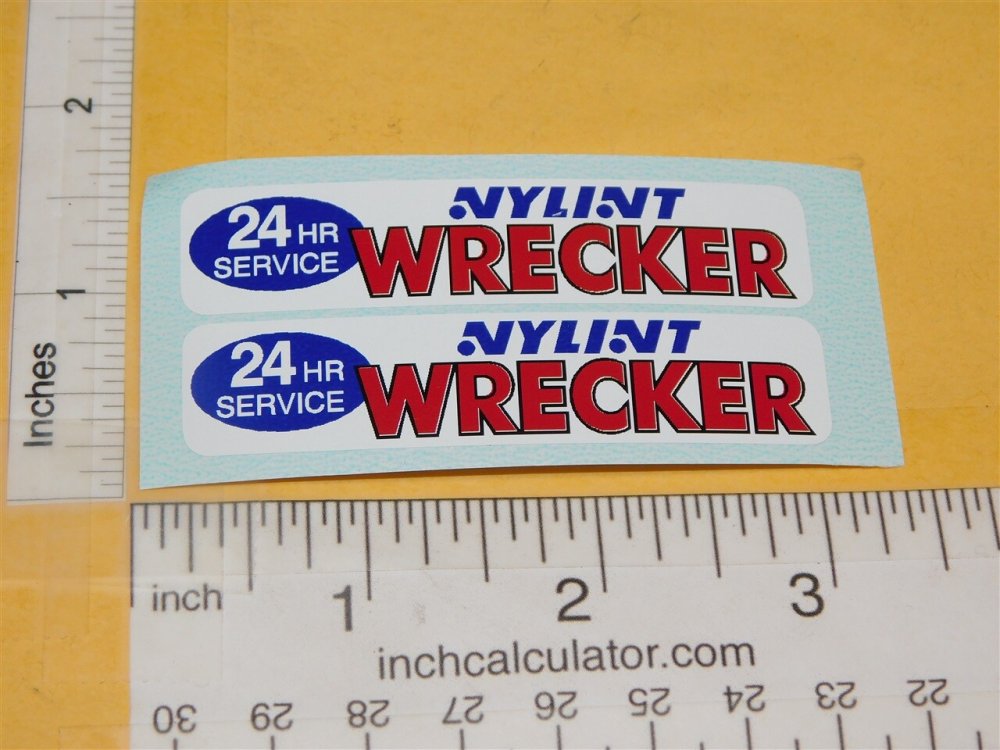 2
1
Inches
24 HR
SERVICE
NYLINT
WRECKER
24 HR
SERVICE
NYLINT
WRECKER
inch 1 2 3
inchcalculator.com
30 29 28 27 26 25 24 23 22